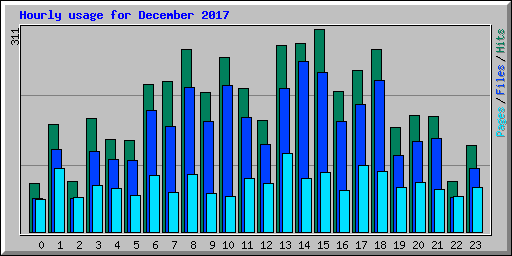 Hourly usage for December 2017
311
Pages/Files/Hits
0 1 2 3 4 5 6 7 8 9 10 11 12 13 14 15 16 17 18 19 20 21 22 23